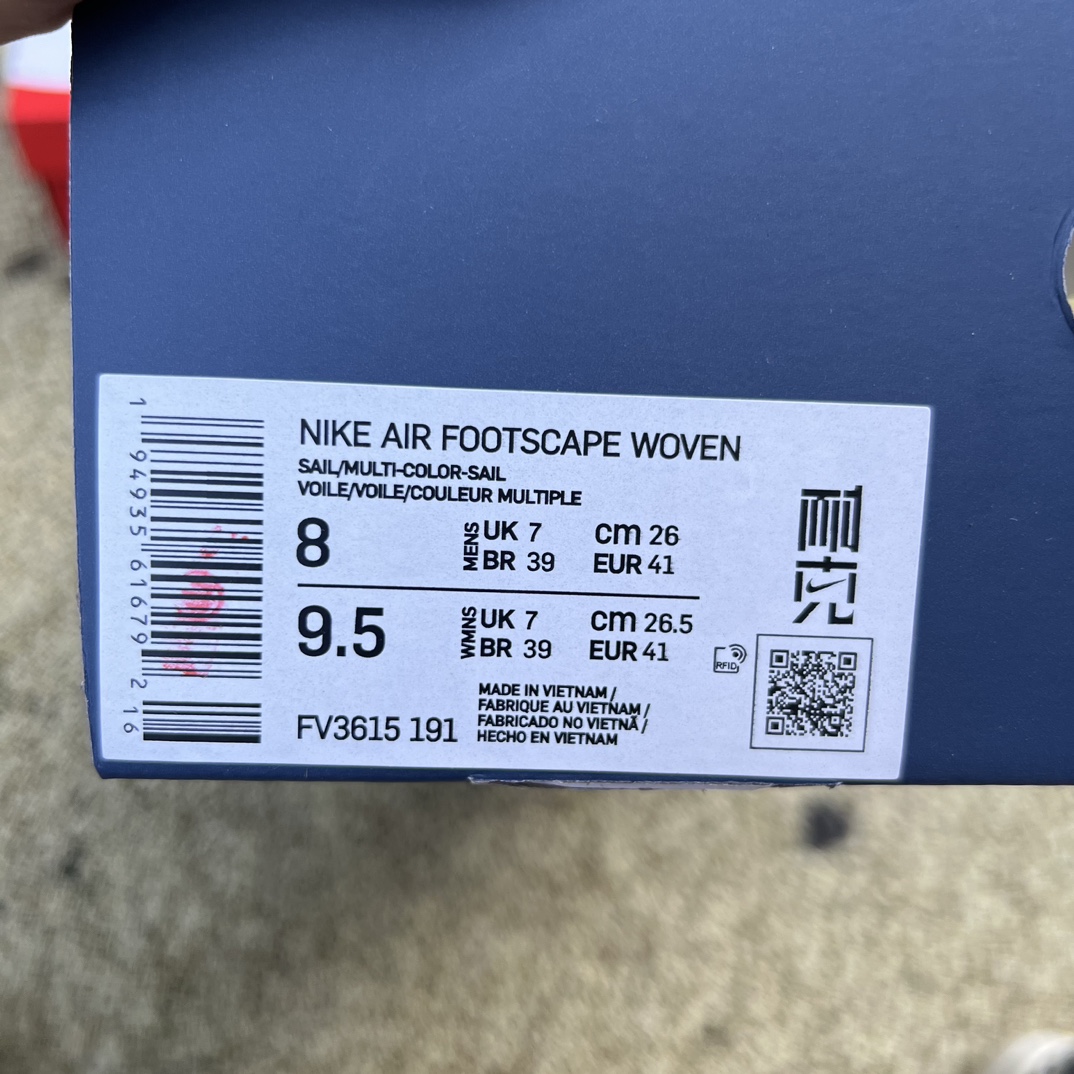 NIKE AIR FOOTSCAPE WOVEN
SAIL/MULTI-COLOR-SAIL
VOILE/VOILE/COULEUR MULTIPLE
8 MENS UK 7 cm 26
BR 39 EUR 41
9.5 WMNS UK 7 cm 26.5
BR 39 EUR 41
RFID
MADE IN VIETNAM /
FABRIQUE AU VIETNAM /
FABRICADO NO VIETNÃ /
HECHO EN VIETNAM
FV3615 191
1 94935 61679 2 16